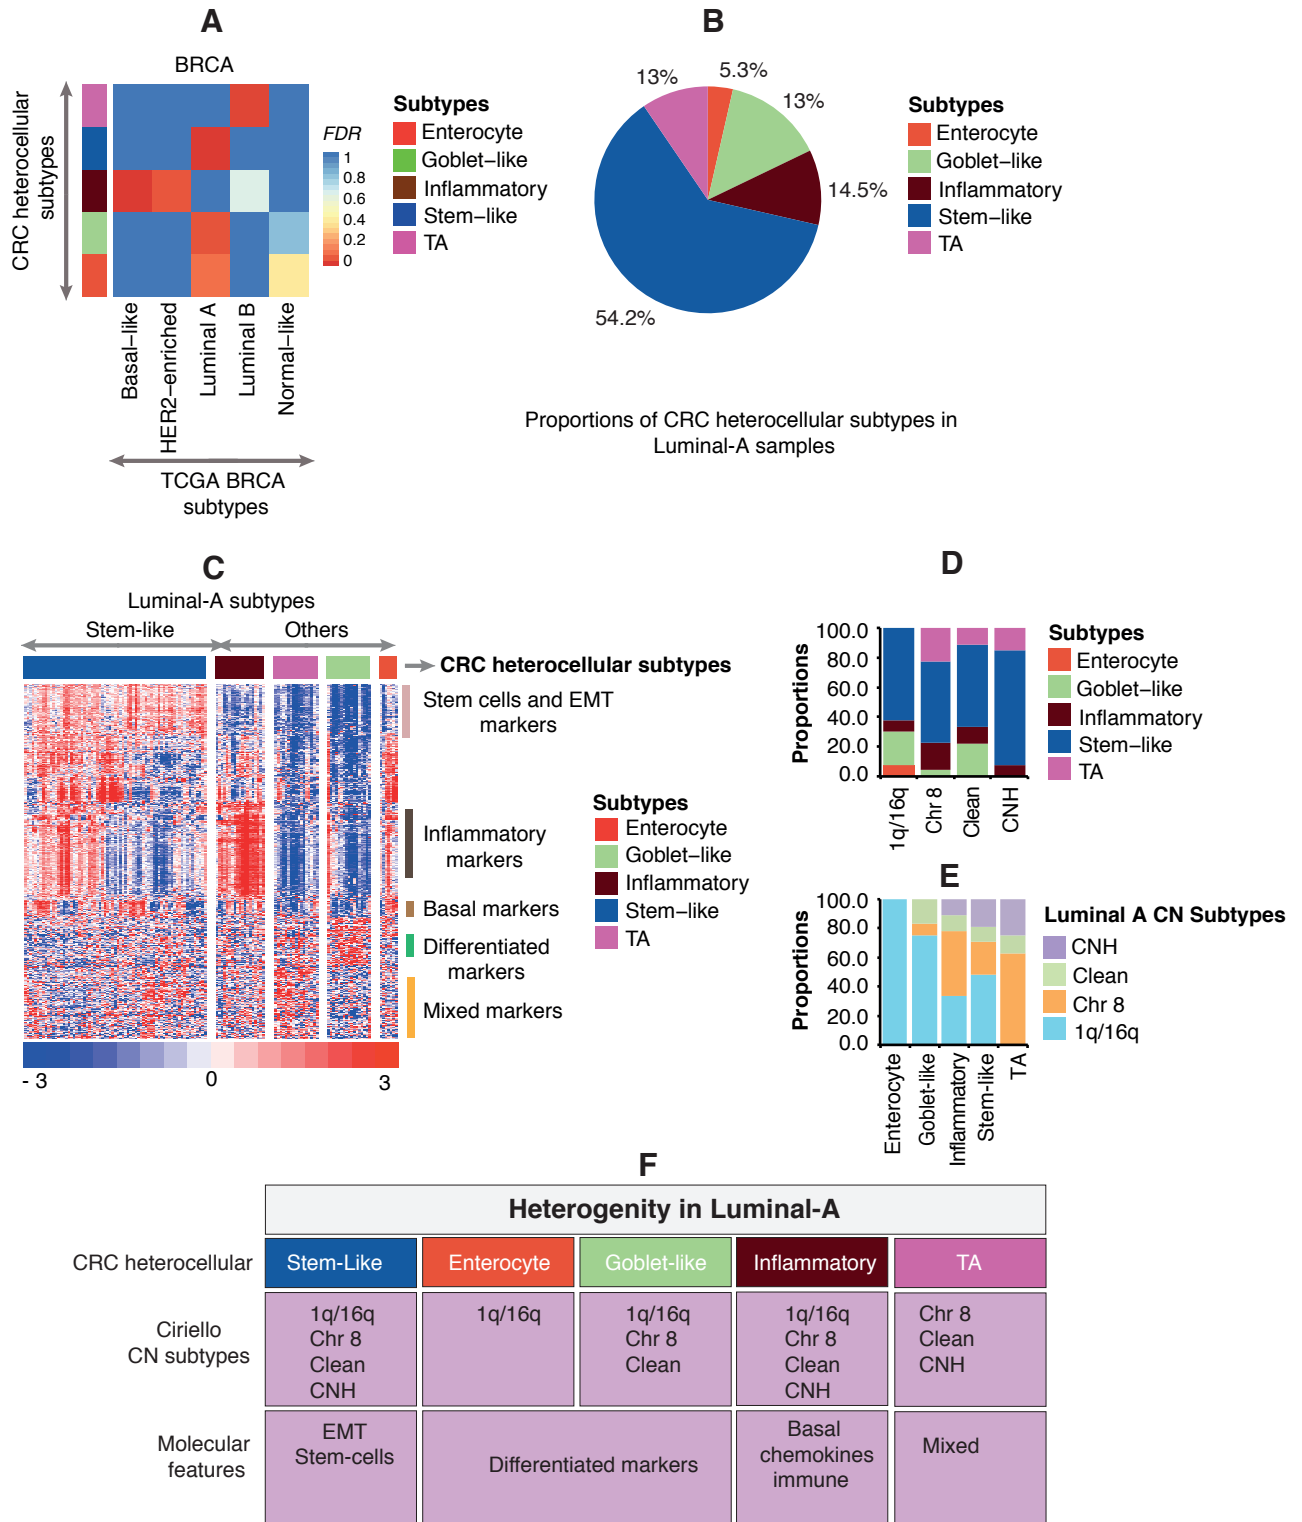 A
BRCA
CRC heterocellular
subtypes
Basal–like
HER2–enriched
Luminal A
Luminal B
Normal–like
TCGA BRCA
subtypes
FDR
1
0.8
0.6
0.4
0.2
0
Subtypes
Enterocyte
Goblet–like
Inflammatory
Stem–like
TA
B
13%
5.3%
13%
14.5%
54.2%
Subtypes
Enterocyte
Goblet–like
Inflammatory
Stem–like
TA
Proportions of CRC heterocellular subtypes in
Luminal-A samples
C
Luminal-A subtypes
Stem-like
Others
CRC heterocellular subtypes
Stem cells and EMT
markers
Inflammatory
markers
Basal markers
Differentiated
markers
Mixed markers
- 3
0
3
Subtypes
Enterocyte
Goblet–like
Inflammatory
Stem–like
TA
D
Proportions
100.0
80.0
60.0
40.0
20.0
0.0
1q/16q
Chr 8
Clean
CNH
Subtypes
Enterocyte
Goblet–like
Inflammatory
Stem–like
TA
E
Proportions
100.0
80.0
60.0
40.0
20.0
0.0
Enterocyte
Goblet-like
Inflammatory
Stem-like
TA
Luminal A CN Subtypes
CNH
Clean
Chr 8
1q/16q
F
Heterogenity in Luminal-A
CRC heterocellular
Stem-Like
Enterocyte
Goblet-like
Inflammatory
TA
Ciriello
CN subtypes
1q/16q
Chr 8
Clean
CNH
1q/16q
1q/16q
Chr 8
Clean
1q/16q
Chr 8
Clean
CNH
Chr 8
Clean
CNH
Molecular
features
EMT
Stem-cells
Differentiated markers
Basal
chemokines
immune
Mixed